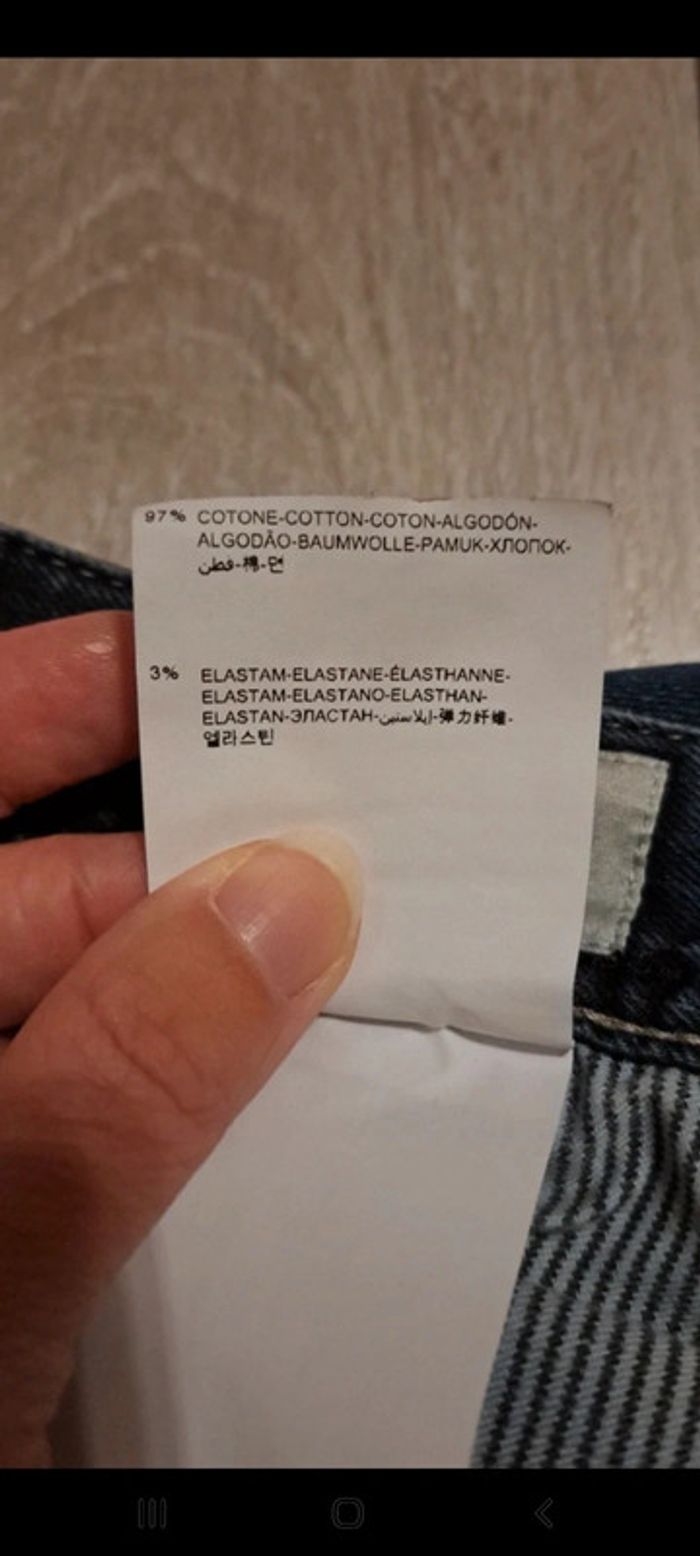 97% COTONE-COTTON-COTON-ALGODÓN-
ALGODÃO-BAUMWOLLE-PAMUK-ХЛОПОК-
قطن-棉-면
3% ELASTAM-ELASTANE-ÉLASTHANNE-
ELASTAM-ELASTANO-ELASTHAN-
ELASTAN-ЭЛАСТАН-إيلاستين-弹力纤维-
엘라스틴